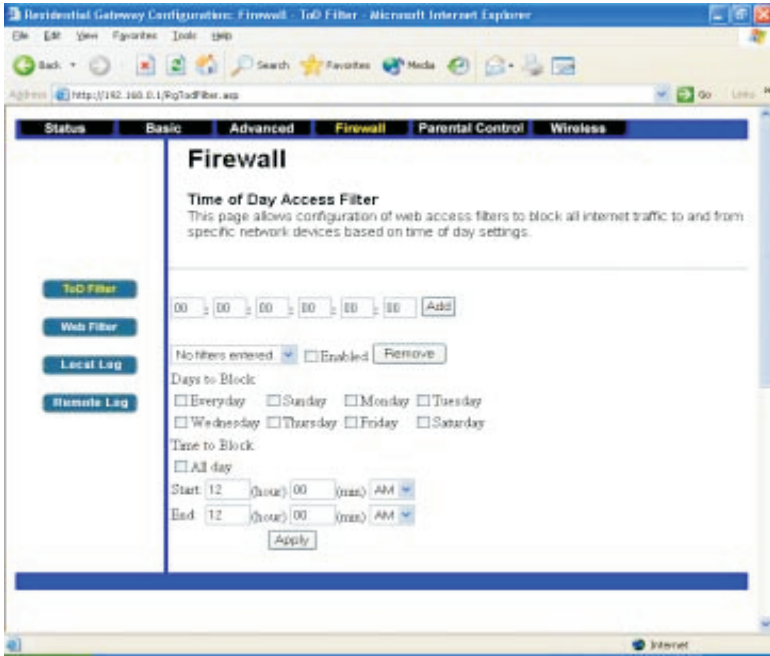 Residential Gateway Configuration: Firewall - ToD Filter - Microsoft Internet Explorer
File Edit View Favorites Tools Help
Back Search Favorites Media
Address http://192.168.0.1/RgTodFilter.asp Go Links
Status Basic Advanced Firewall Parental Control Wireless
Firewall
Time of Day Access Filter
This page allows configuration of web access filters to block all internet traffic to and from
specific network devices based on time of day settings.
ToD Filter
Web Filter
Local Log
Remote Log
00 : 00 : 00 : 00 : 00 : 00 Add
No filters entered. Enabled Remove
Days to Block
Everyday Sunday Monday Tuesday
Wednesday Thursday Friday Saturday
Time to Block
All day
Start: 12 (hour) 00 (min) AM
End: 12 (hour) 00 (min) AM
Apply
Internet